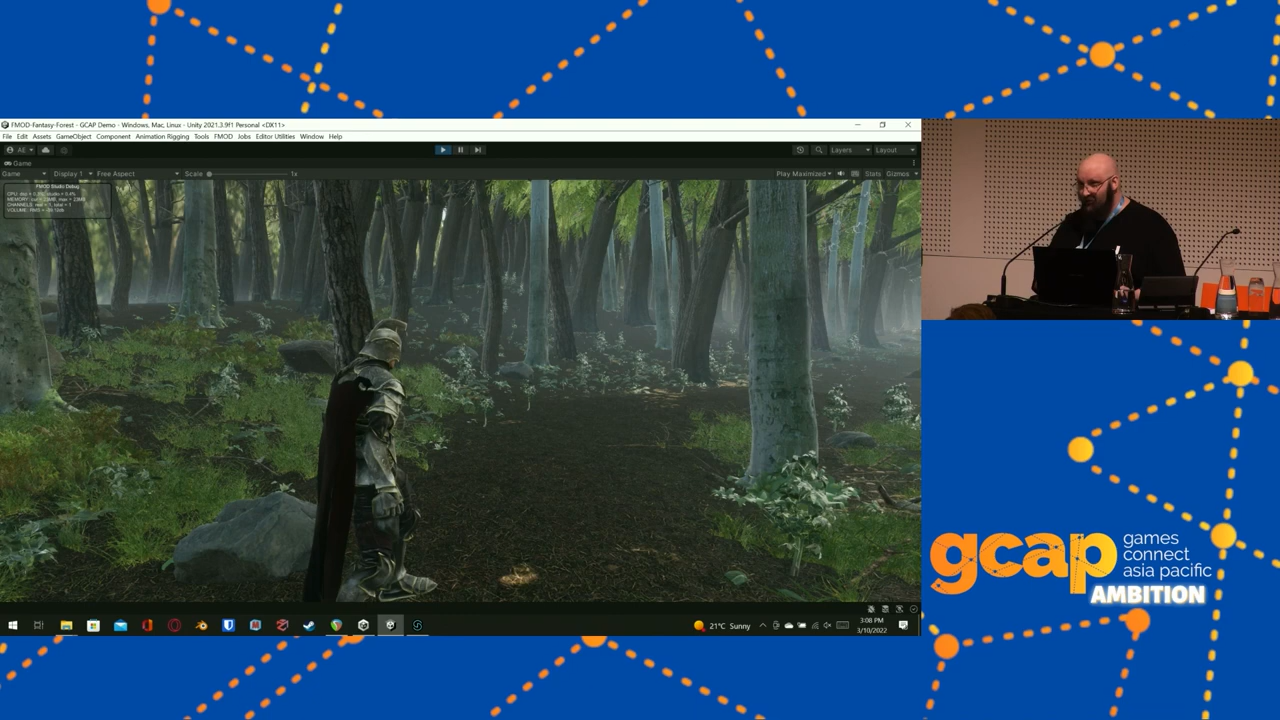 FMOD-Fantasy-Forest - GCAP Demo - Windows, Mac, Linux - Unity 2021.3.9f1 Personal <DX11>
File Edit Assets GameObject Component Animation Rigging Tools FMOD Jobs Editor Utilities Window Help
AE Layers Layout
Game
Game Display 1 Free Aspect Scale 1x Play Maximized Stats Gizmos
FMOD Studio Debug
gcap
games
connect
asia pacific
AMBITION
21°C Sunny
3:08 PM
3/10/2022